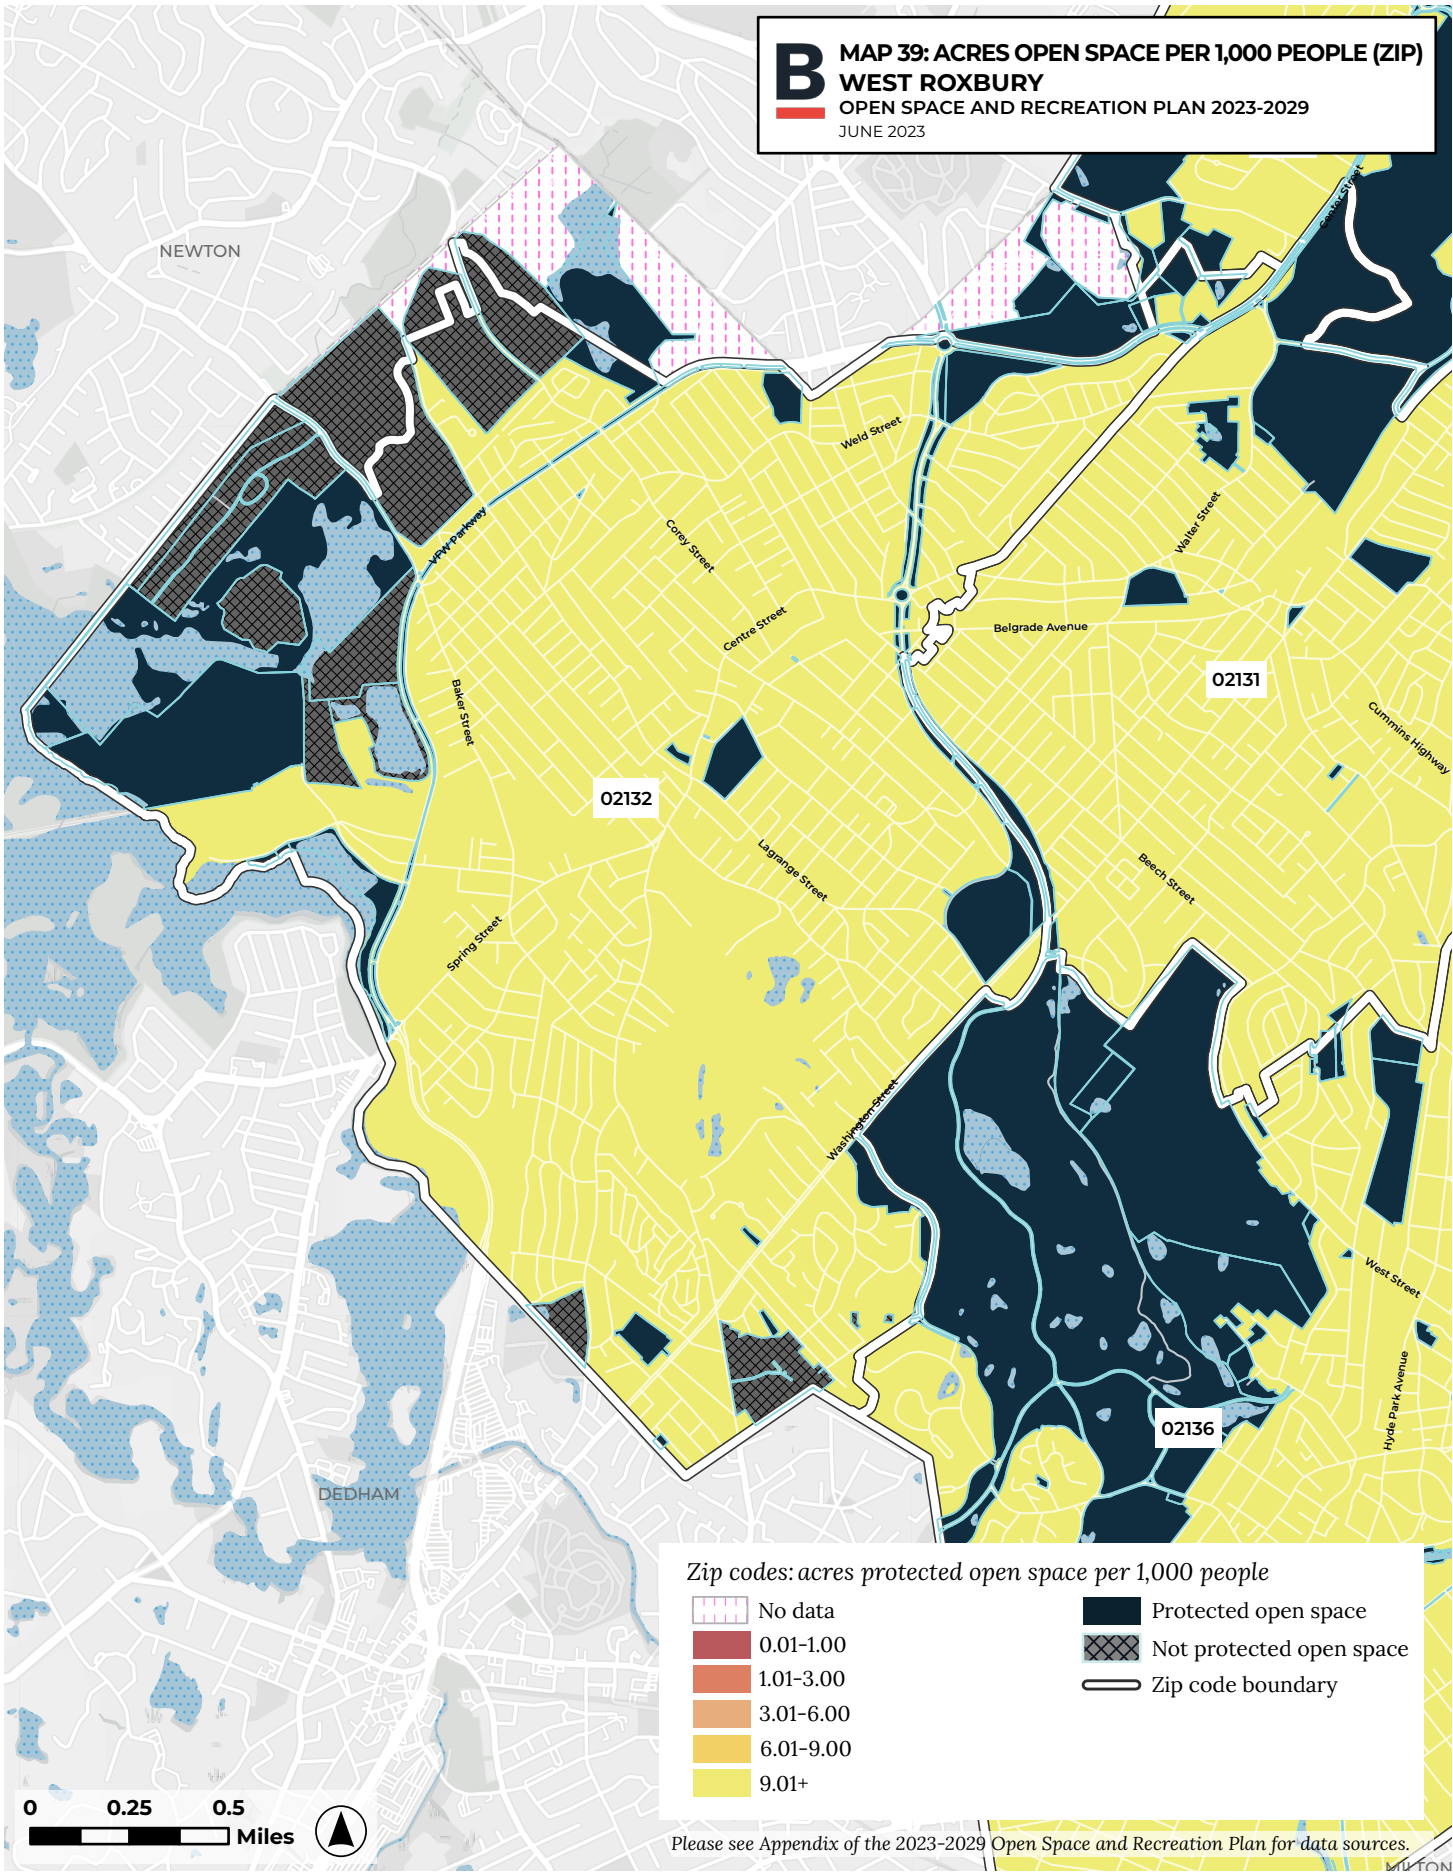 B
MAP 39: ACRES OPEN SPACE PER 1,000 PEOPLE (ZIP)
WEST ROXBURY
OPEN SPACE AND RECREATION PLAN 2023-2029
JUNE 2023
Center Street
NEWTON
Weld Street
VFW Parkway
Corey Street
Walter Street
Centre Street
Belgrade Avenue
02131
Baker Street
Cummins Highway
02132
Lagrange Street
Beech Street
Spring Street
Washington Street
West Street
Hyde Park Avenue
02136
DEDHAM
Zip codes: acres protected open space per 1,000 people
No data
0.01-1.00
1.01-3.00
3.01-6.00
6.01-9.00
9.01+
Protected open space
Not protected open space
Zip code boundary
0 0.25 0.5
Miles
Please see Appendix of the 2023-2029 Open Space and Recreation Plan for data sources.